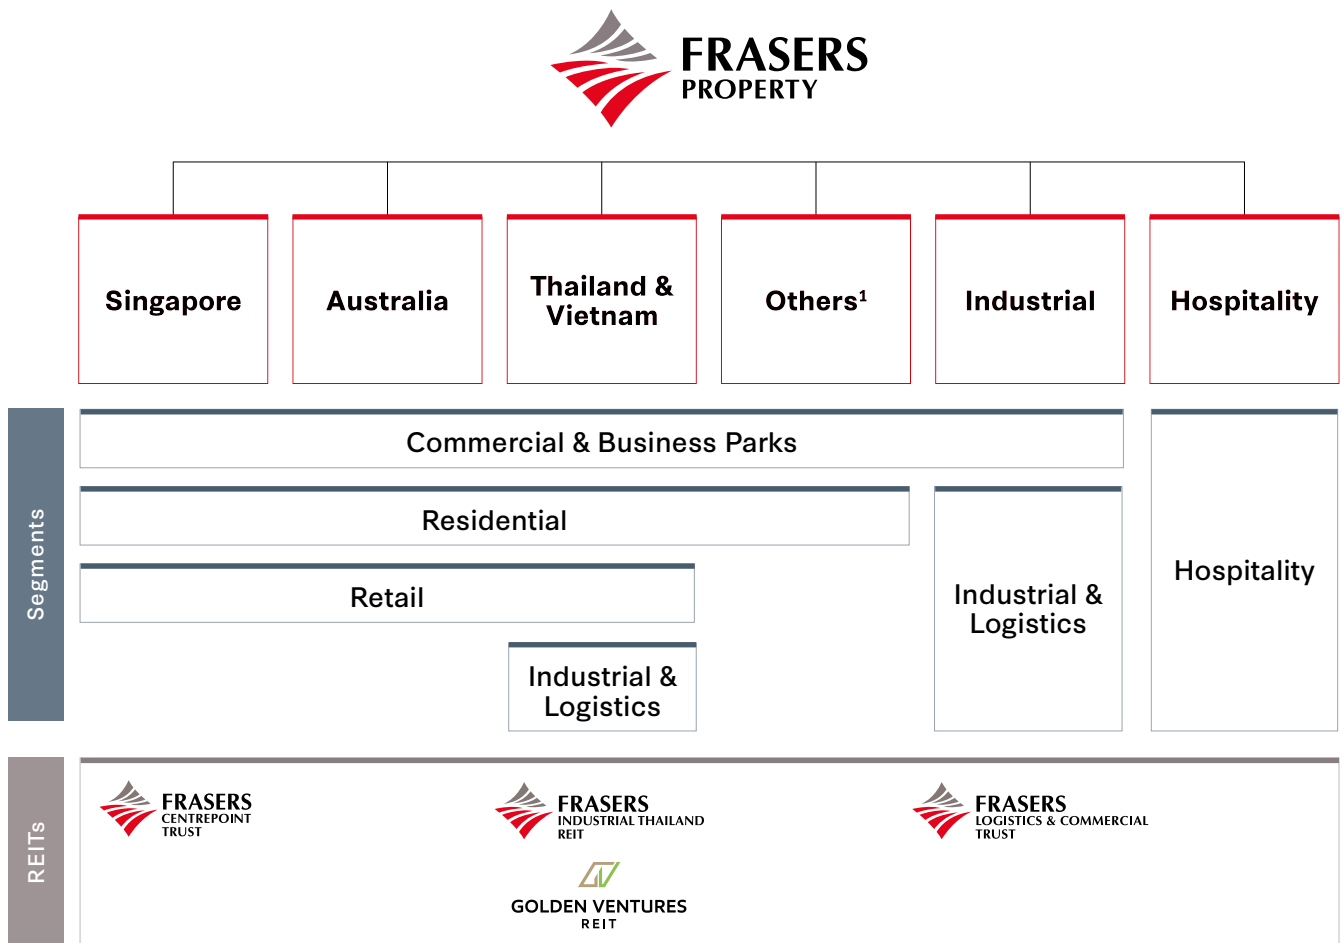 FRASERS
PROPERTY
Singapore
Australia
Thailand &
Vietnam
Others¹
Industrial
Hospitality
Segments
Commercial & Business Parks
Residential
Retail
Industrial &
Logistics
Industrial &
Logistics
Hospitality
REITs
FRASERS
CENTREPOINT
TRUST
FRASERS
INDUSTRIAL THAILAND
REIT
GOLDEN VENTURES
REIT
FRASERS
LOGISTICS & COMMERCIAL
TRUST